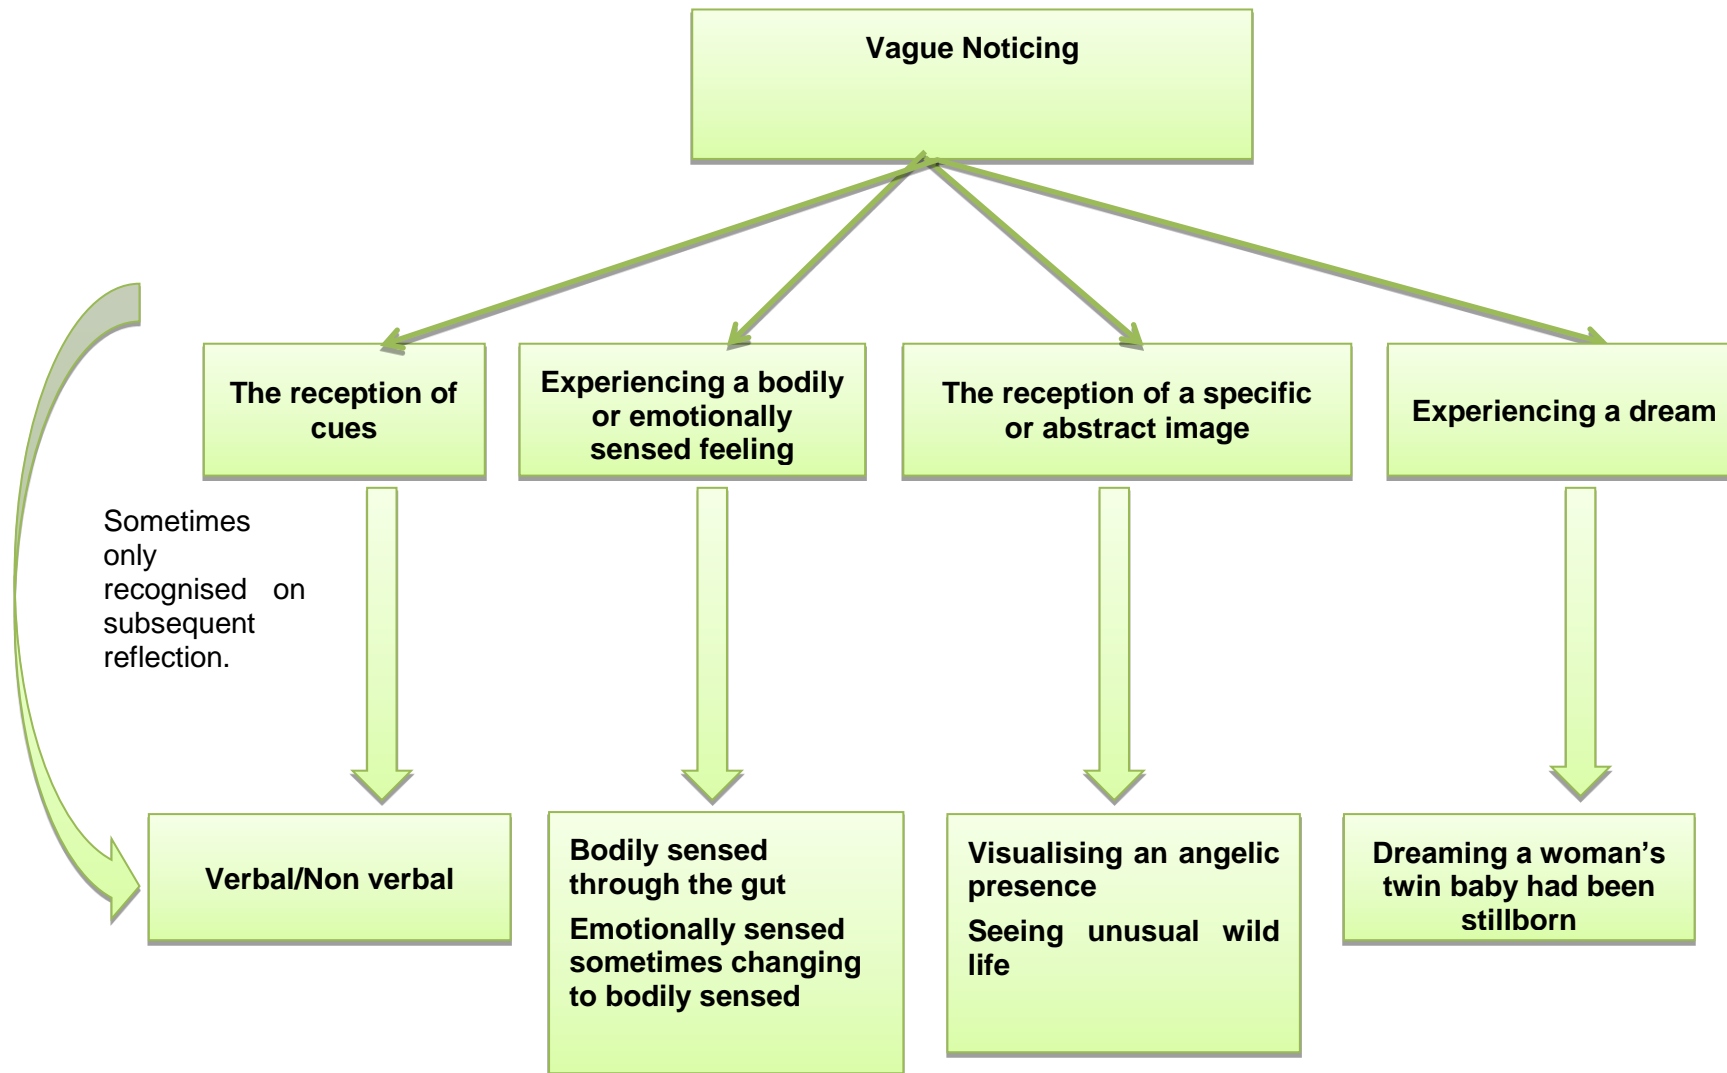 Vague Noticing
The reception of
cues
Experiencing a bodily
or emotionally
sensed feeling
The reception of a specific
or abstract image
Experiencing a dream
Sometimes
only
recognised on
subsequent
reflection.
Verbal/Non verbal
Bodily sensed
through the gut
Emotionally sensed
sometimes changing
to bodily sensed
Visualising an angelic
presence
Seeing unusual wild
life
Dreaming a woman’s
twin baby had been
stillborn